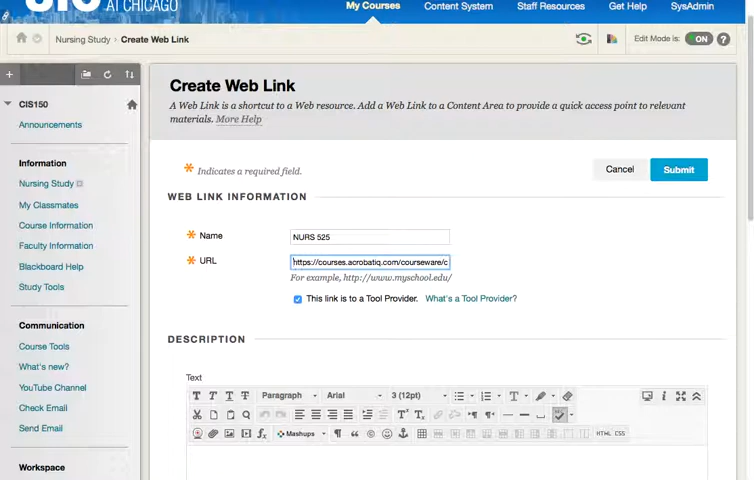 AT CHICAGO
My Courses
Content System
Staff Resources
Get Help
SysAdmin
Nursing Study > Create Web Link
Edit Mode is:
ON
?
CIS150
Announcements
Information
Nursing Study
My Classmates
Course Information
Faculty Information
Blackboard Help
Study Tools
Communication
Course Tools
What's new?
YouTube Channel
Check Email
Send Email
Workspace
Create Web Link
A Web Link is a shortcut to a Web resource. Add a Web Link to a Content Area to provide a quick access point to relevant
materials. More Help
* Indicates a required field.
Cancel
Submit
WEB LINK INFORMATION
* Name
NURS 525
* URL
https://courses.acrobatiq.com/courseware/c
For example, http://www.myschool.edu/
This link is to a Tool Provider. What's a Tool Provider?
DESCRIPTION
Text
T T T T Paragraph Arial 3 (12pt)
Mashups
HTML CSS